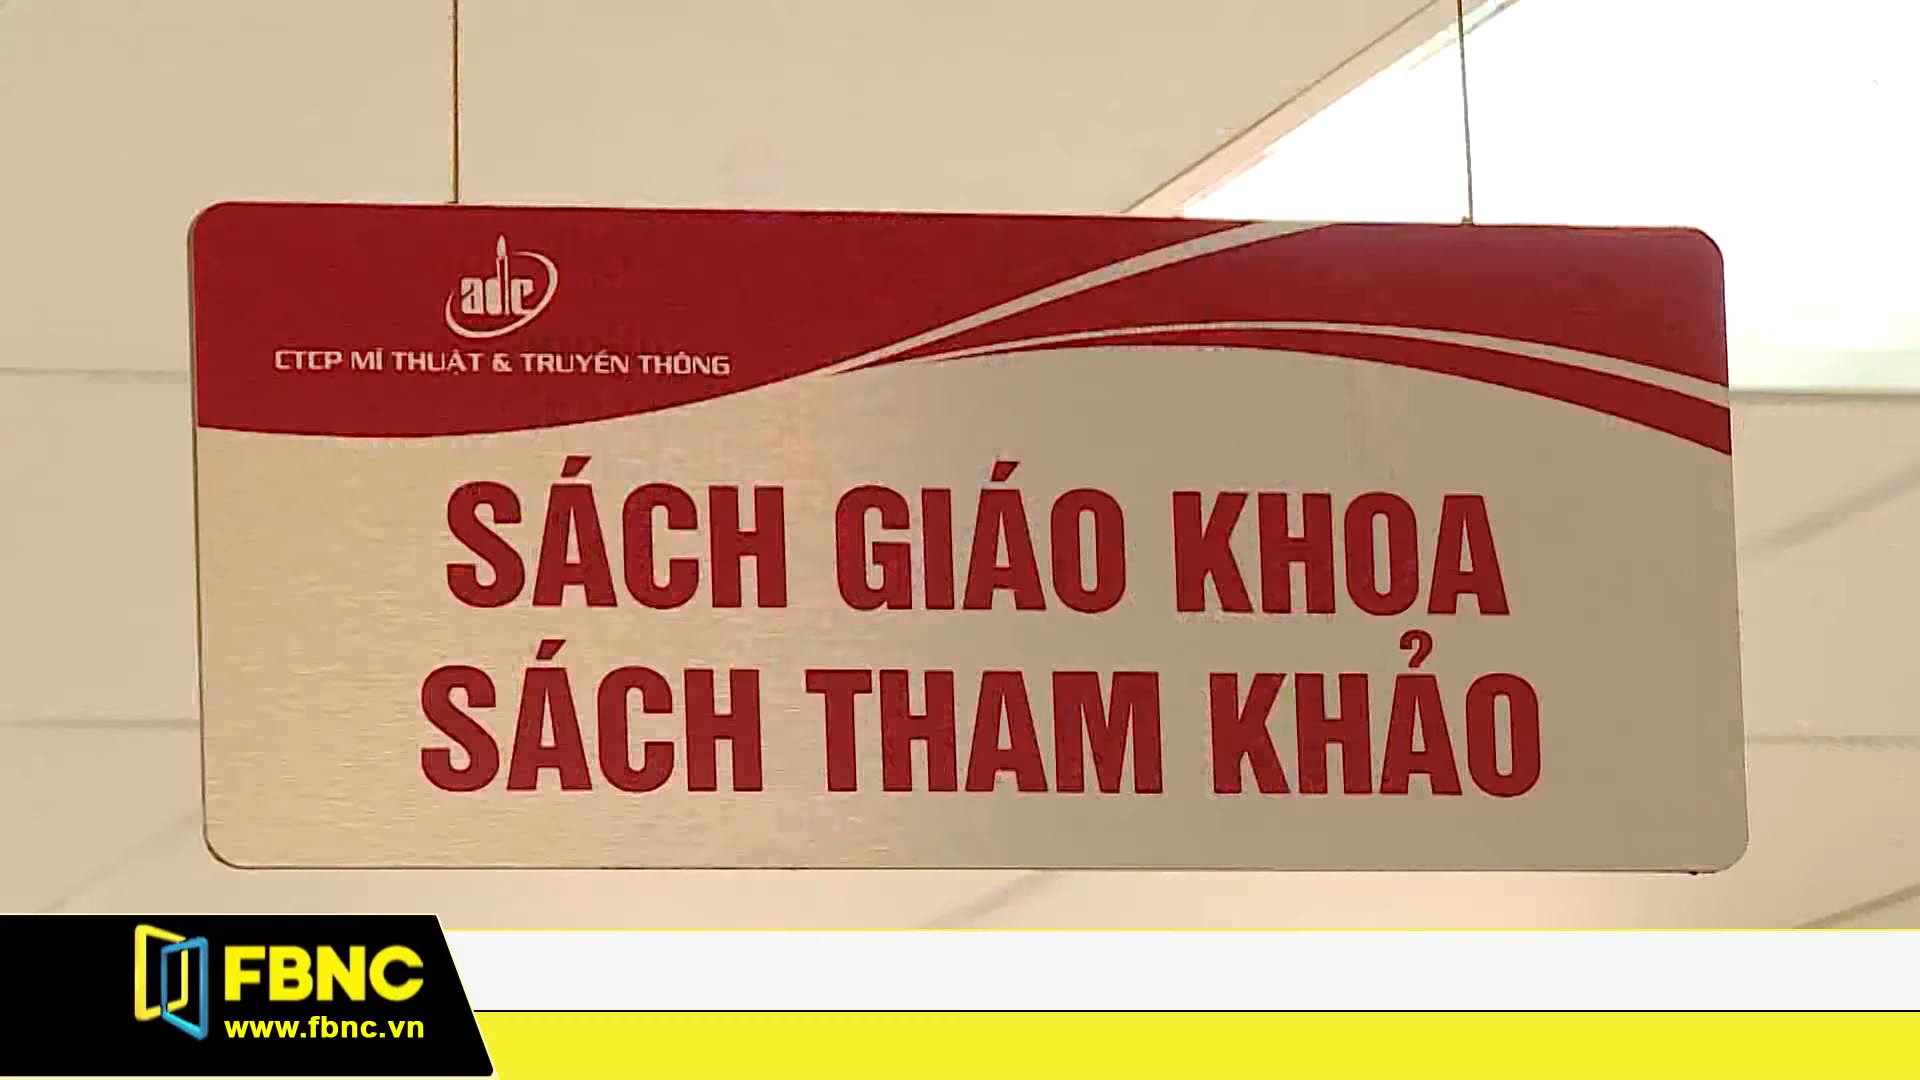 adc
CTCP MĨ THUẬT & TRUYỀN THÔNG
SÁCH GIÁO KHOA
SÁCH THAM KHẢO
FBNC
www.fbnc.vn